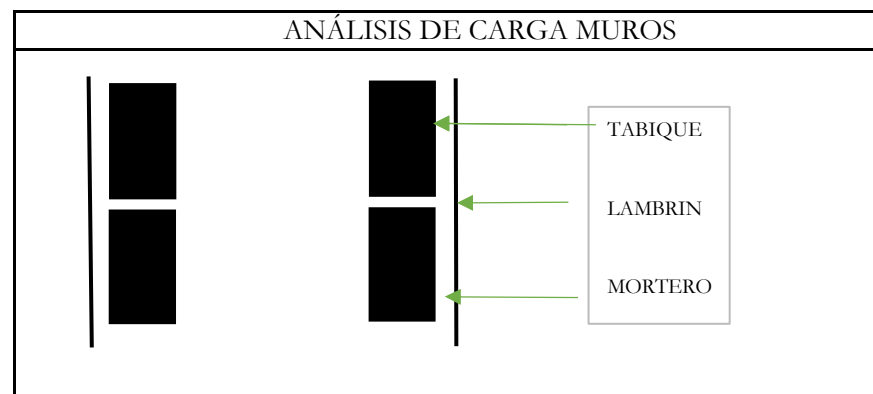 ANÁLISIS DE CARGA MUROS
TABIQUE
LAMBRIN
MORTERO